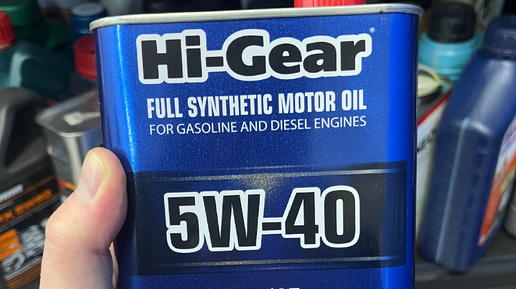 Hi-Gear®
FULL SYNTHETIC MOTOR OIL
FOR GASOLINE AND DIESEL ENGINES
5W-40